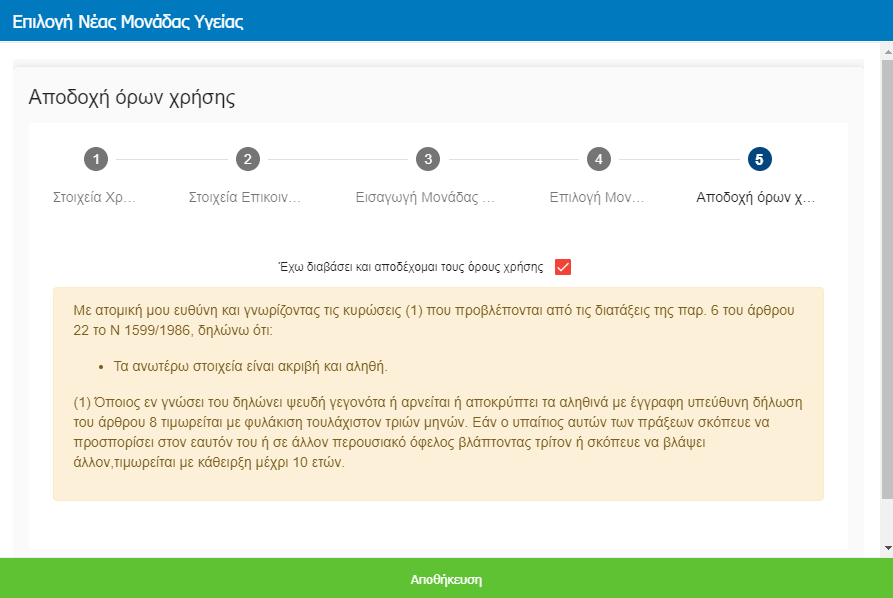 Επιλογή Νέας Μονάδας Υγείας
Αποδοχή όρων χρήσης
1 2 3 4 5
Στοιχεία Χρ... Στοιχεία Επικοιν... Εισαγωγή Μονάδας ... Επιλογή Μον... Αποδοχή όρων χ...
Έχω διαβάσει και αποδέχομαι τους όρους χρήσης
Με ατομική μου ευθύνη και γνωρίζοντας τις κυρώσεις (1) που προβλέπονται από τις διατάξεις της παρ. 6 του άρθρου
22 το Ν 1599/1986, δηλώνω ότι:
• Τα ανωτέρω στοιχεία είναι ακριβή και αληθή.
(1) Όποιος εν γνώσει του δηλώνει ψευδή γεγονότα ή αρνείται ή αποκρύπτει τα αληθινά με έγγραφη υπεύθυνη δήλωση
του άρθρου 8 τιμωρείται με φυλάκιση τουλάχιστον τριών μηνών. Εάν ο υπαίτιος αυτών των πράξεων σκόπευε να
προσπορίσει στον εαυτόν του ή σε άλλον περουσιακό όφελος βλάπτοντας τρίτον ή σκόπευε να βλάψει
άλλον,τιμωρείται με κάθειρξη μέχρι 10 ετών.
Αποθήκευση